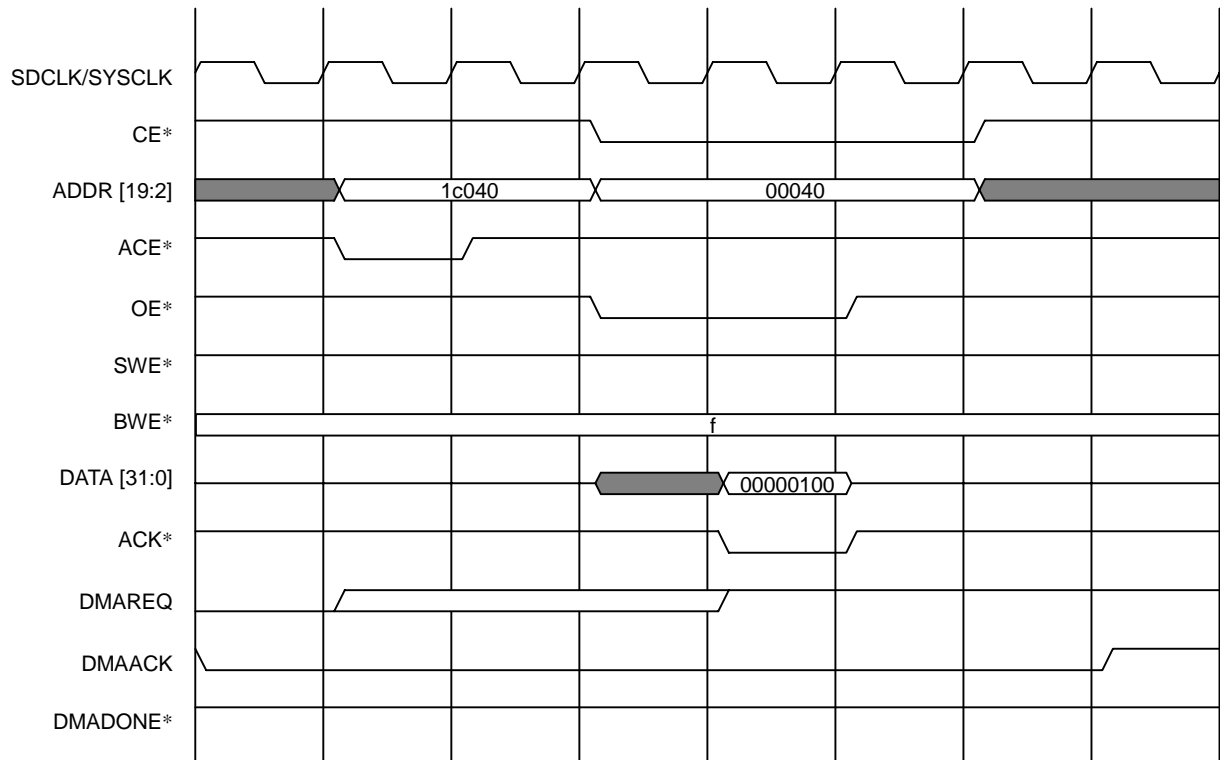 SDCLK/SYSCLK
CE*
ADDR [19:2]
1c040
00040
ACE*
OE*
SWE*
BWE*
f
DATA [31:0]
00000100
ACK*
DMAREQ
DMAACK
DMADONE*